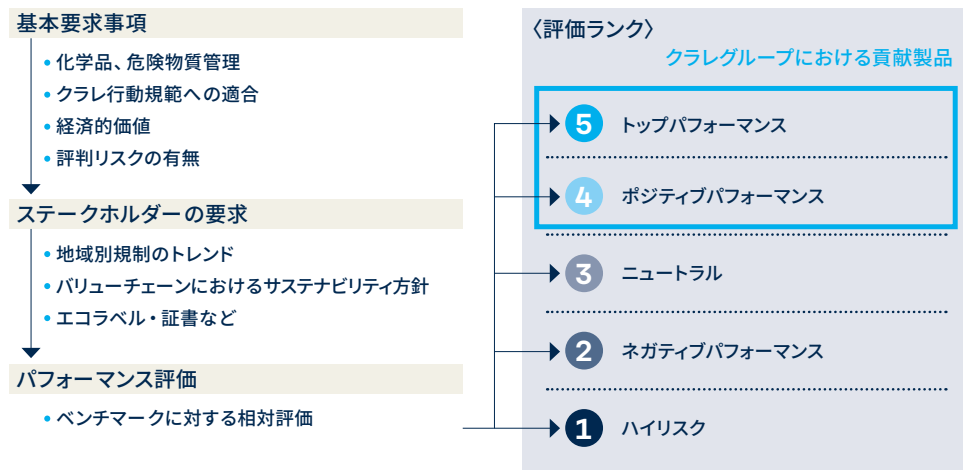 基本要求事項
• 化学品、危険物質管理
• クラレ行動規範への適合
• 経済的価値
• 評判リスクの有無
ステークホルダーの要求
• 地域別規制のトレンド
• バリューチェーンにおけるサステナビリティ方針
• エコラベル・証書など
パフォーマンス評価
• ベンチマークに対する相対評価
〈評価ランク〉
クラレグループにおける貢献製品
5 トップパフォーマンス
4 ポジティブパフォーマンス
3 ニュートラル
2 ネガティブパフォーマンス
1 ハイリスク